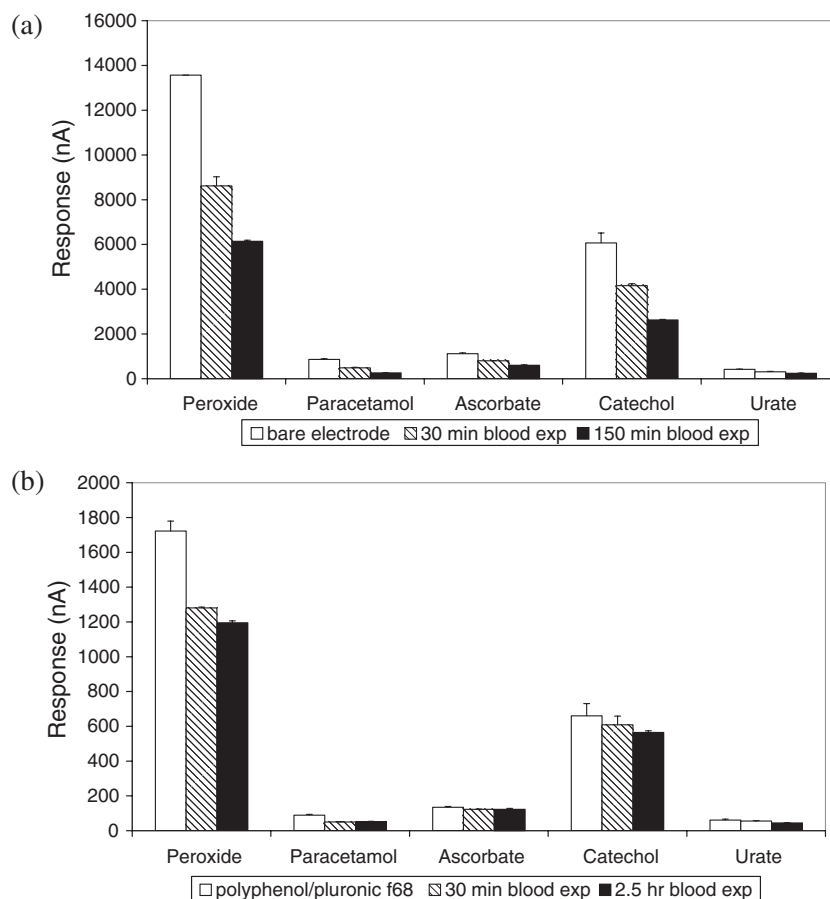 (a)
16000
14000
12000
10000
8000
6000
4000
2000
0
Response (nA)
Peroxide Paracetamol Ascorbate Catechol Urate
bare electrode 30 min blood exp 150 min blood exp
(b)
2000
1800
1600
1400
1200
1000
800
600
400
200
0
Response (nA)
Peroxide Paracetamol Ascorbate Catechol Urate
polyphenol/pluronic f68 30 min blood exp 2.5 hr blood exp